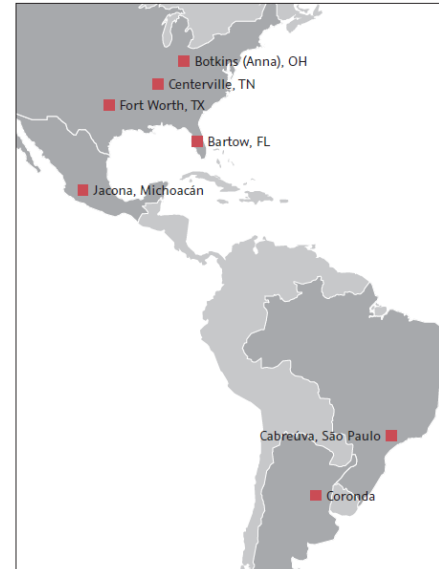 Botkins (Anna), OH
Centerville, TN
Fort Worth, TX
Bartow, FL
Jacona, Michoacán
Cabreúva, São Paulo
Coronda